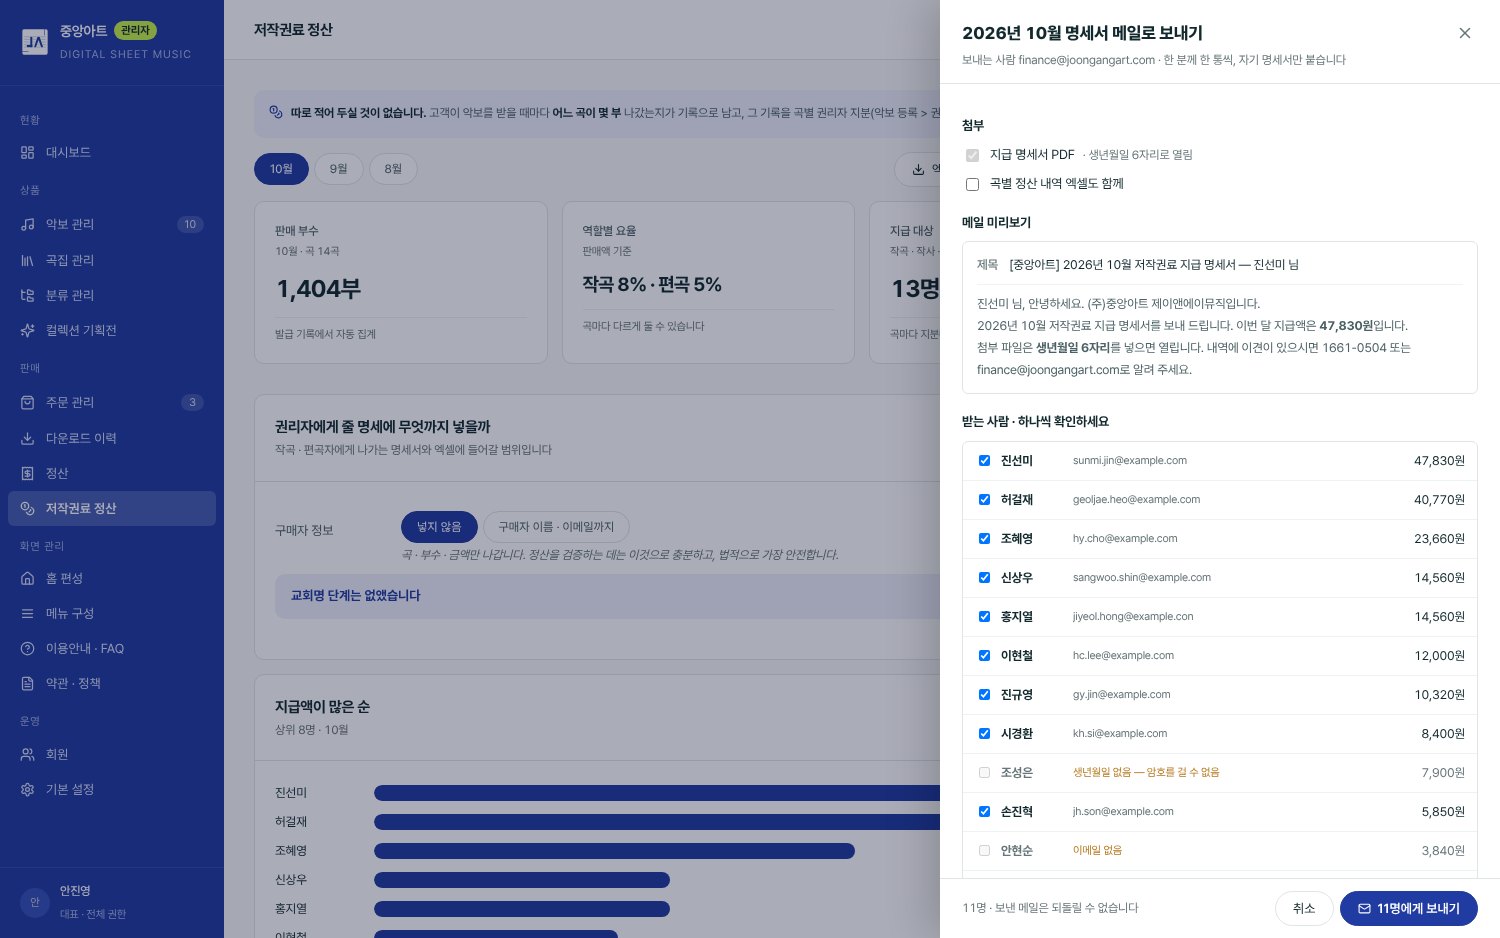 중앙아트 관리자
DIGITAL SHEET MUSIC
현황
대시보드
상품
악보 관리 10
곡집 관리
분류 관리
컬렉션 기획전
판매
주문 관리 3
다운로드 이력
정산
저작권료 정산
화면 관리
홈 편성
메뉴 구성
이용안내 · FAQ
약관 · 정책
운영
회원
기본 설정
안 안진영
대표 · 전체 권한
저작권료 정산
따로 적어 두실 것이 없습니다. 고객이 악보를 받을 때마다 어느 곡이 몇 부 나갔는지가 기록으로 남고, 그 기록을 곡별 권리자 지분(악보 등록 >
10월 9월 8월
판매 부수
10월 · 곡 14곡
1,404부
발급 기록에서 자동 집계
역할별 요율
판매액 기준
작곡 8% · 편곡 5%
곡마다 다르게 둘 수 있습니다
지급 대상
작곡 · 작사
13명
곡마다 지분
권리자에게 줄 명세에 무엇까지 넣을까
작곡 · 편곡자에게 나가는 명세서와 엑셀에 들어갈 범위입니다
구매자 정보 넣지 않음 구매자 이름 · 이메일까지
곡 · 부수 · 금액만 나갑니다. 정산을 검증하는 데는 이것으로 충분하고, 법적으로 가장 안전합니다.
교회명 단계는 없앴습니다
지급액이 많은 순
상위 8명 · 10월
진선미
허걸재
조혜영
신상우
홍지열
이현철
2026년 10월 명세서 메일로 보내기
보내는 사람 finance@joongangart.com · 한 분께 한 통씩, 자기 명세서만 붙습니다
첨부
지급 명세서 PDF · 생년월일 6자리로 열림
곡별 정산 내역 엑셀도 함께
메일 미리보기
제목 [중앙아트] 2026년 10월 저작권료 지급 명세서 — 진선미 님
진선미 님, 안녕하세요. (주)중앙아트 제이앤에이뮤직입니다.
2026년 10월 저작권료 지급 명세서를 보내 드립니다. 이번 달 지급액은 47,830원입니다.
첨부 파일은 생년월일 6자리를 넣으면 열립니다. 내역에 이견이 있으시면 1661-0504 또는
finance@joongangart.com로 알려 주세요.
받는 사람 · 하나씩 확인하세요
진선미 sunmi.jin@example.com 47,830원
허걸재 geoljae.heo@example.com 40,770원
조혜영 hy.cho@example.com 23,660원
신상우 sangwoo.shin@example.com 14,560원
홍지열 jiyeol.hong@example.con 14,560원
이현철 hc.lee@example.com 12,000원
진규영 gy.jin@example.com 10,320원
시경환 kh.si@example.com 8,400원
조성은 생년월일 없음 — 암호를 걸 수 없음 7,900원
손진혁 jh.son@example.com 5,850원
안현순 이메일 없음 3,840원
11명 · 보낸 메일은 되돌릴 수 없습니다
취소 11명에게 보내기